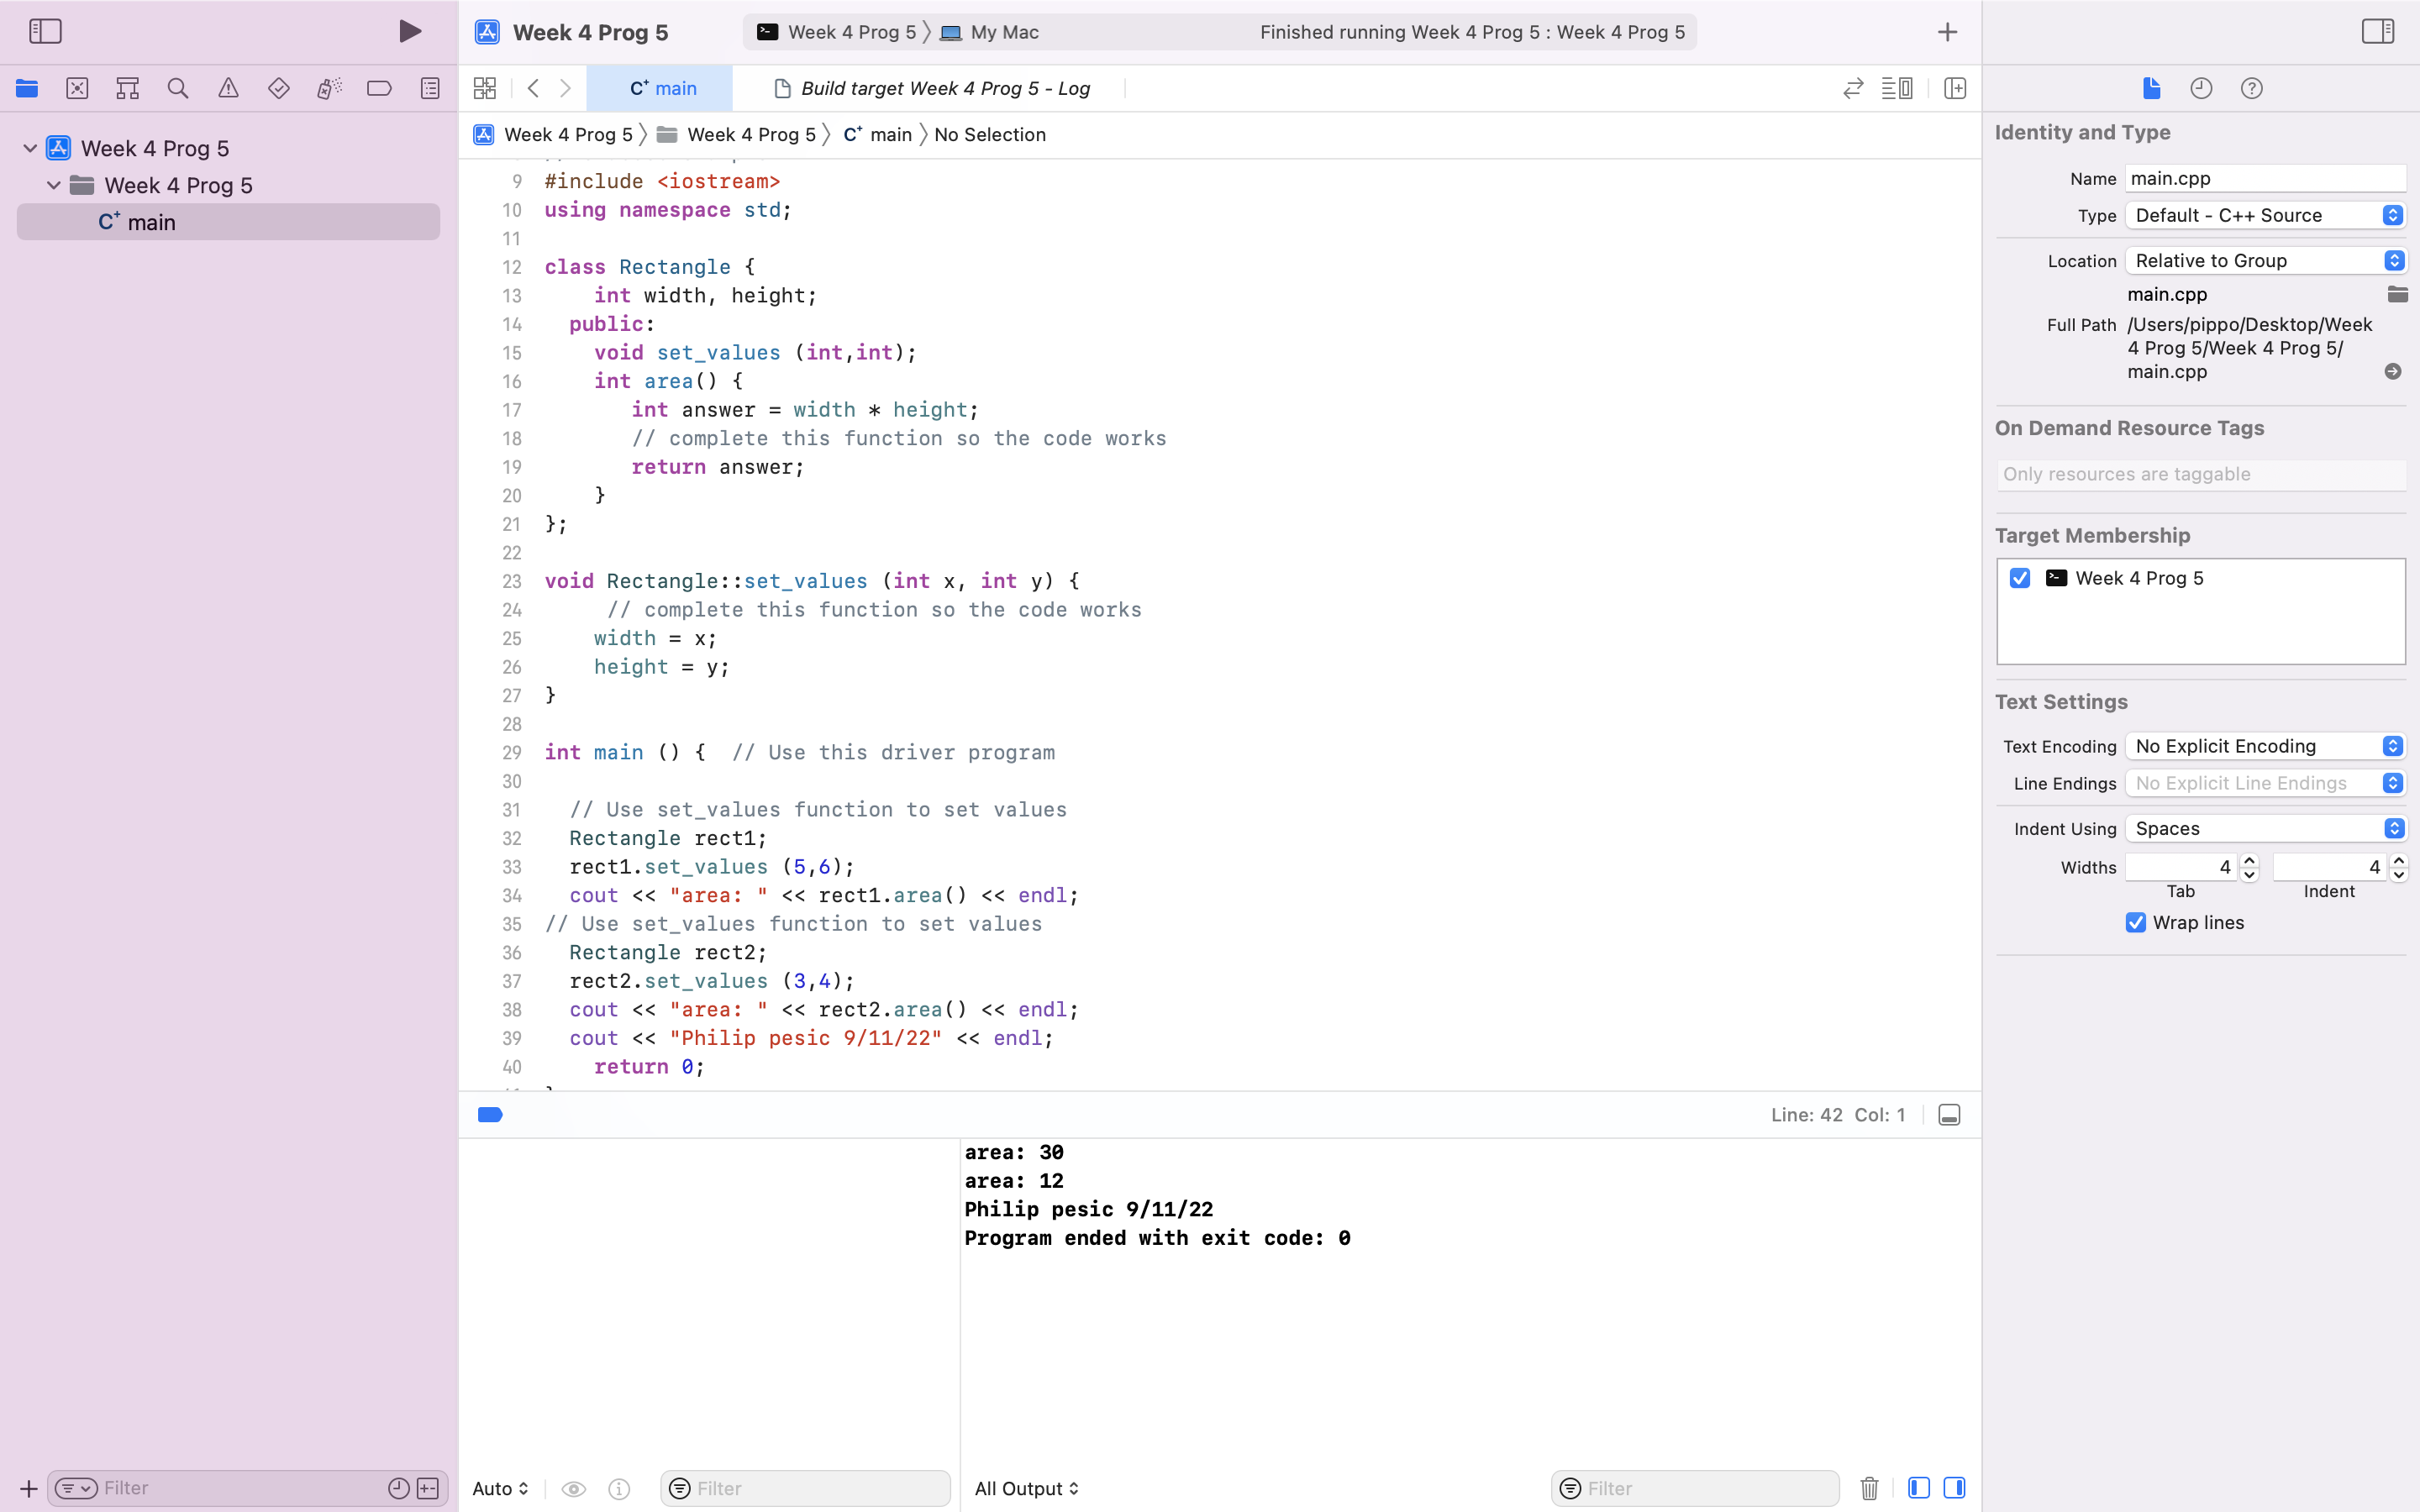 Week 4 Prog 5
Week 4 Prog 5 My Mac
Finished running Week 4 Prog 5 : Week 4 Prog 5
C+ main
Build target Week 4 Prog 5 - Log
Week 4 Prog 5 Week 4 Prog 5 C+ main No Selection
Week 4 Prog 5
Week 4 Prog 5
C+ main
9 #include <iostream>
10 using namespace std;
11
12 class Rectangle {
13     int width, height;
14   public:
15     void set_values (int,int);
16     int area() {
17        int answer = width * height;
18        // complete this function so the code works
19        return answer;
20     }
21 };
22
23 void Rectangle::set_values (int x, int y) {
24      // complete this function so the code works
25     width = x;
26     height = y;
27 }
28
29 int main () {  // Use this driver program
30
31   // Use set_values function to set values
32   Rectangle rect1;
33   rect1.set_values (5,6);
34   cout << "area: " << rect1.area() << endl;
35 // Use set_values function to set values
36   Rectangle rect2;
37   rect2.set_values (3,4);
38   cout << "area: " << rect2.area() << endl;
39   cout << "Philip pesic 9/11/22" << endl;
40     return 0;
Line: 42 Col: 1
area: 30
area: 12
Philip pesic 9/11/22
Program ended with exit code: 0
Filter
Auto
Filter
All Output
Filter
Identity and Type
Name main.cpp
Type Default - C++ Source
Location Relative to Group
main.cpp
Full Path /Users/pippo/Desktop/Week
4 Prog 5/Week 4 Prog 5/
main.cpp
On Demand Resource Tags
Only resources are taggable
Target Membership
Week 4 Prog 5
Text Settings
Text Encoding No Explicit Encoding
Line Endings No Explicit Line Endings
Indent Using Spaces
Widths 4 4
Tab Indent
Wrap lines